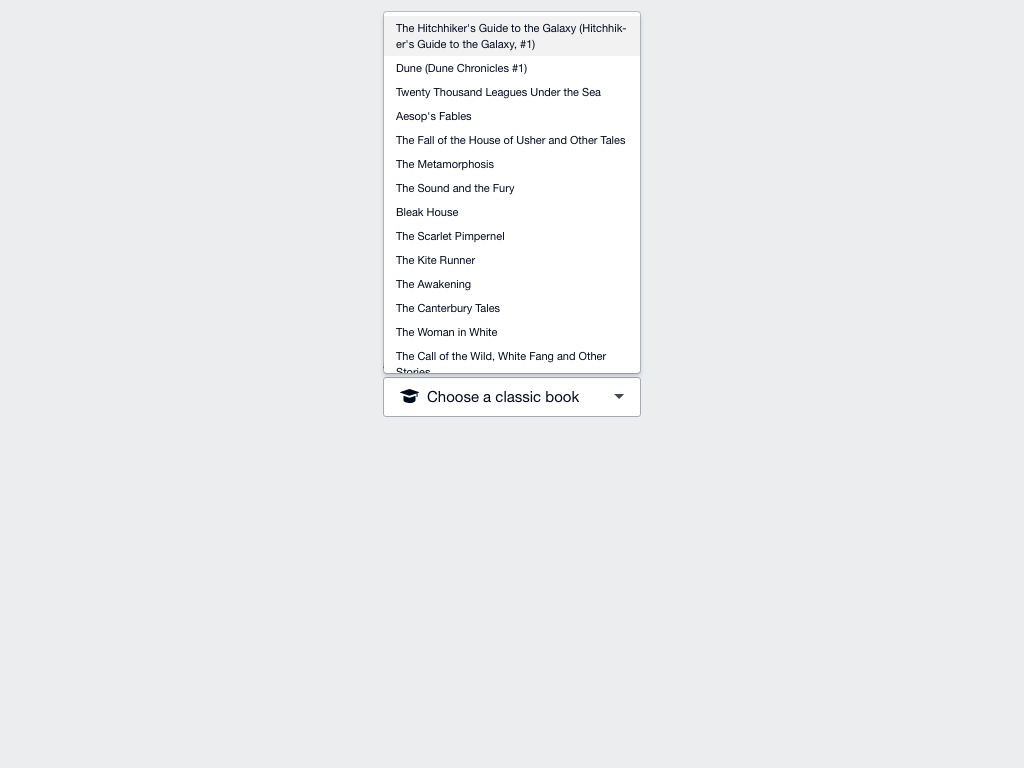 The Hitchhiker's Guide to the Galaxy (Hitchhik-
er's Guide to the Galaxy, #1)
Dune (Dune Chronicles #1)
Twenty Thousand Leagues Under the Sea
Aesop's Fables
The Fall of the House of Usher and Other Tales
The Metamorphosis
The Sound and the Fury
Bleak House
The Scarlet Pimpernel
The Kite Runner
The Awakening
The Canterbury Tales
The Woman in White
The Call of the Wild, White Fang and Other
Stories
Choose a classic book